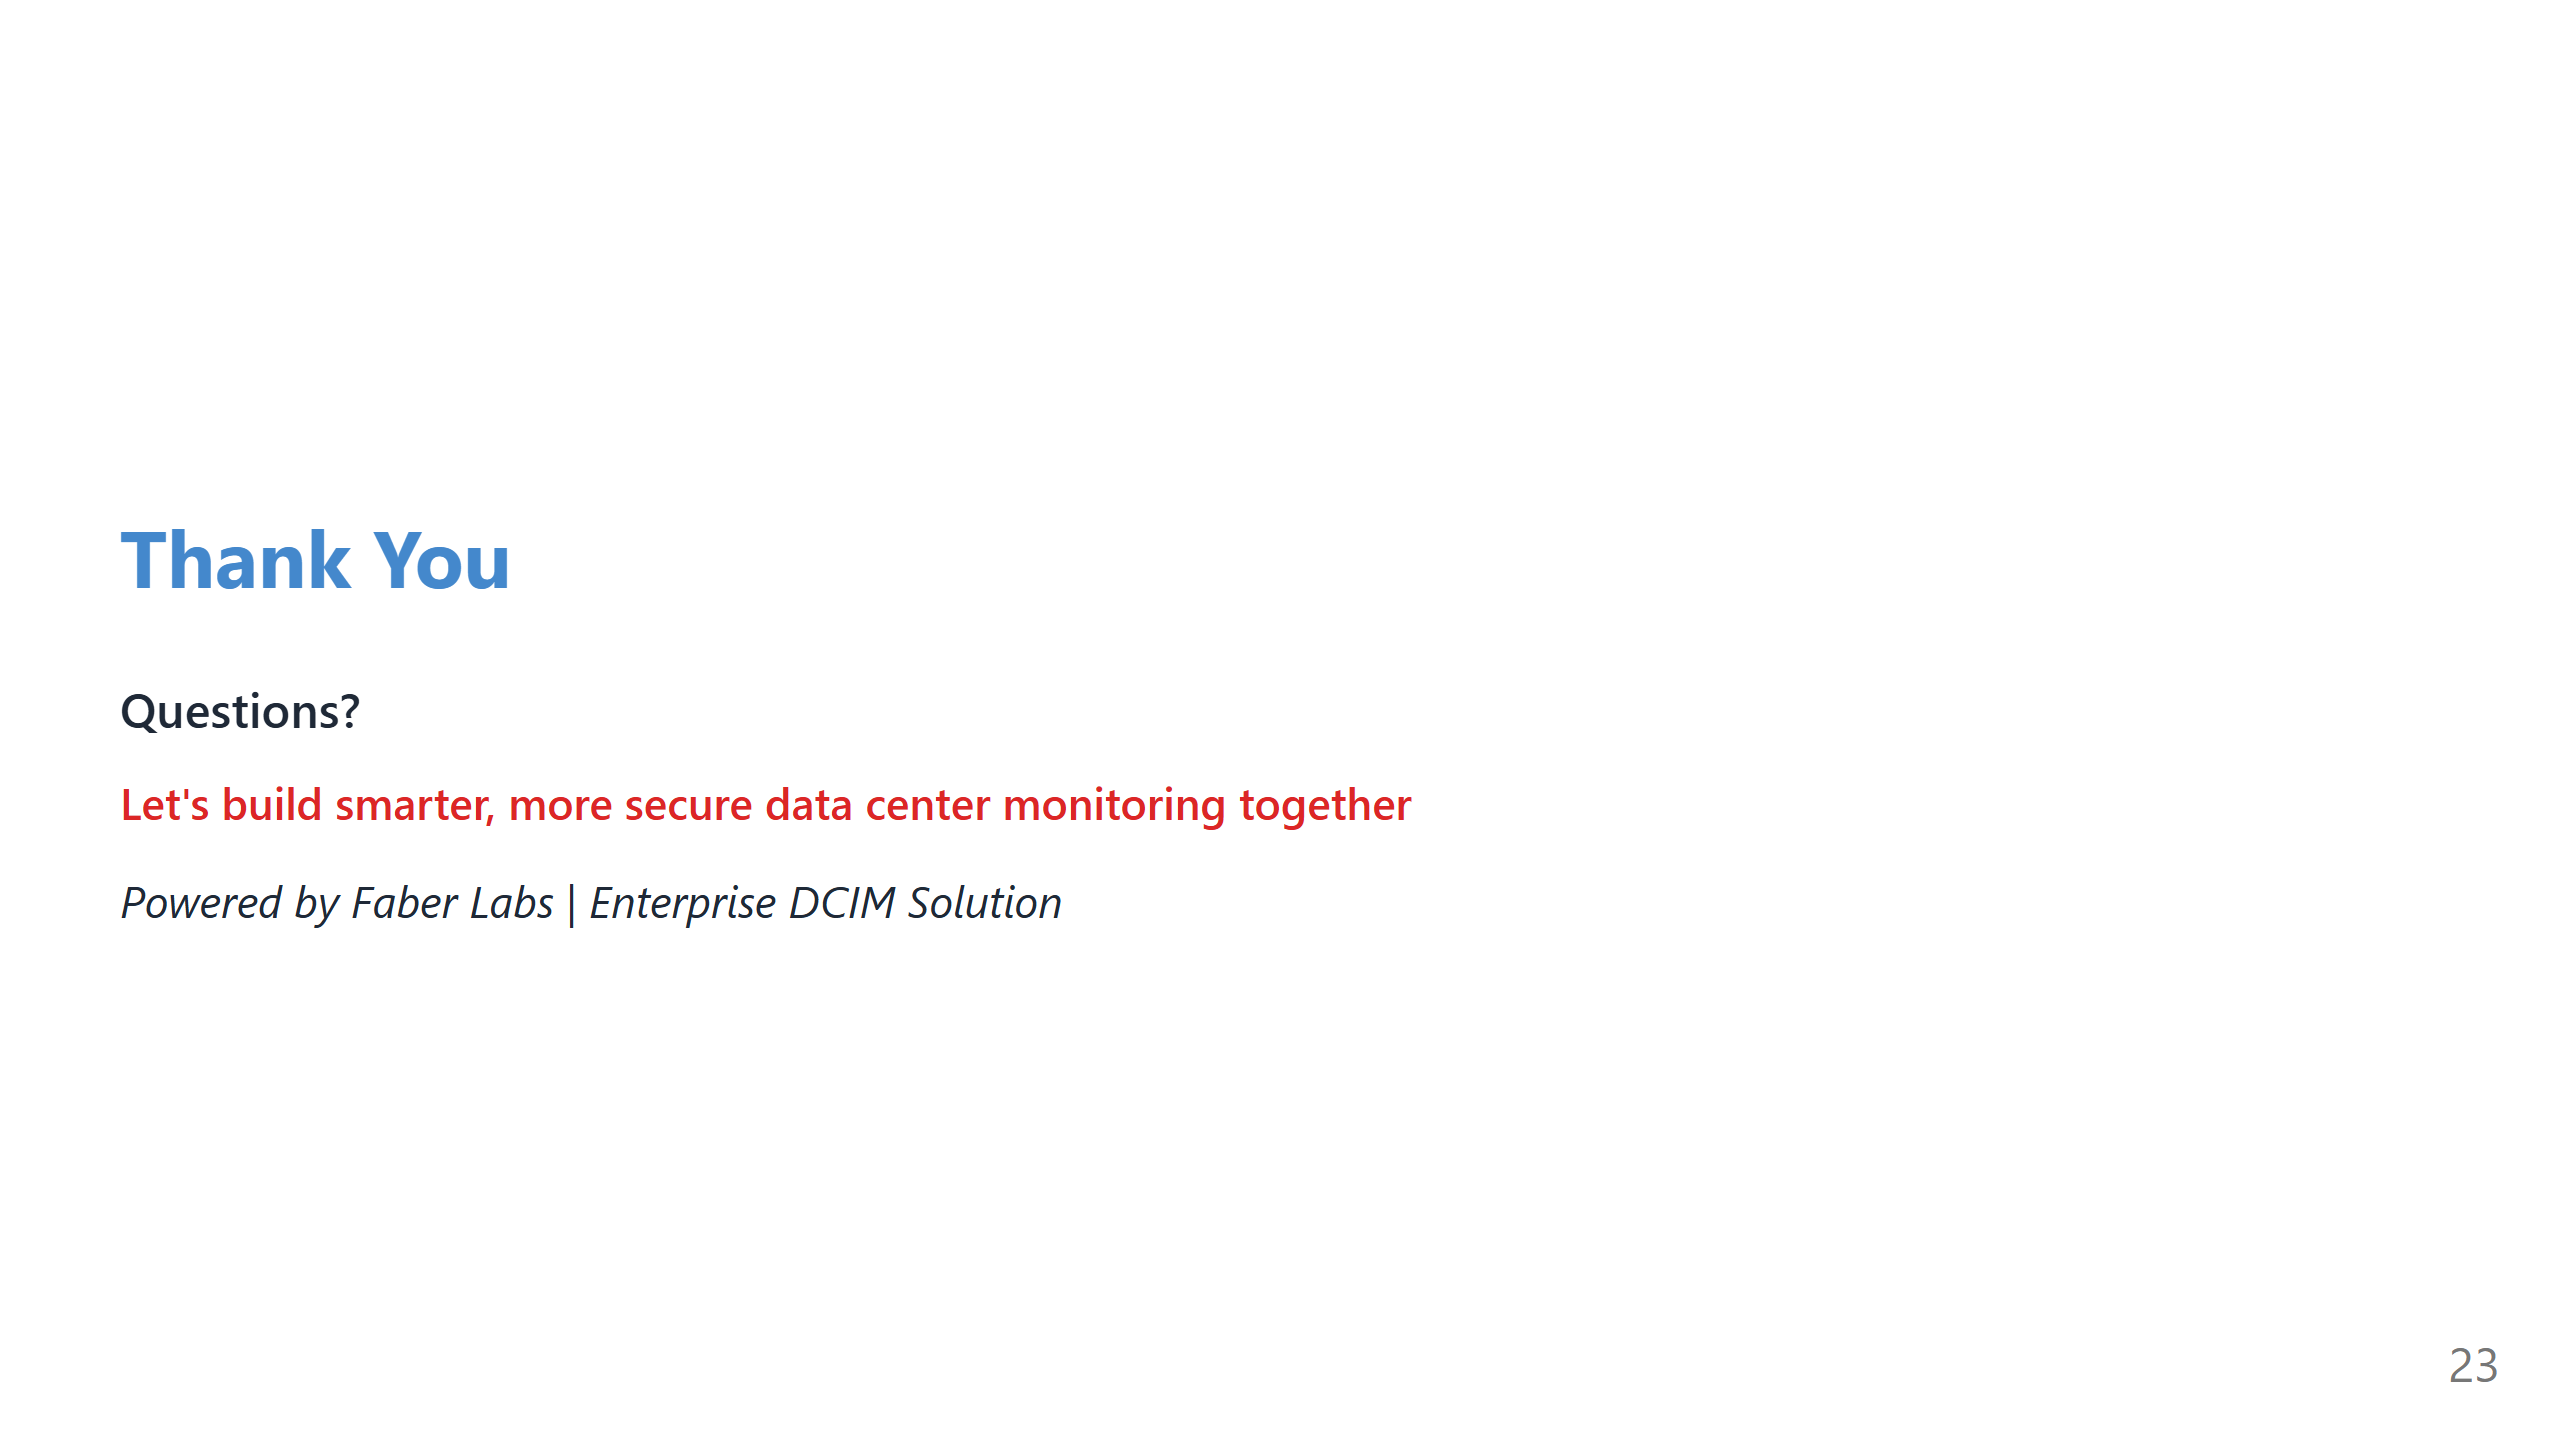 Thank You
Questions?
Let's build smarter, more secure data center monitoring together
Powered by Faber Labs | Enterprise DCIM Solution
23